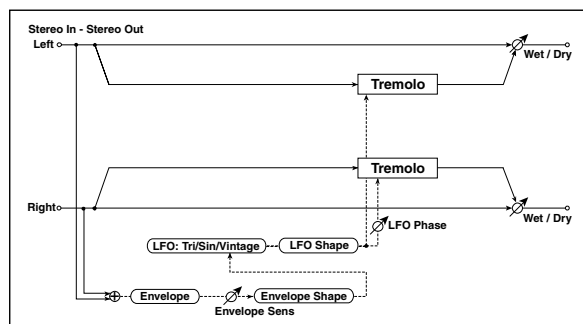 Stereo In - Stereo Out
Left
Wet / Dry
Tremolo
Tremolo
Right
LFO Phase
Wet / Dry
LFO: Tri/Sin/Vintage
LFO Shape
Envelope
Envelope Sens
Envelope Shape